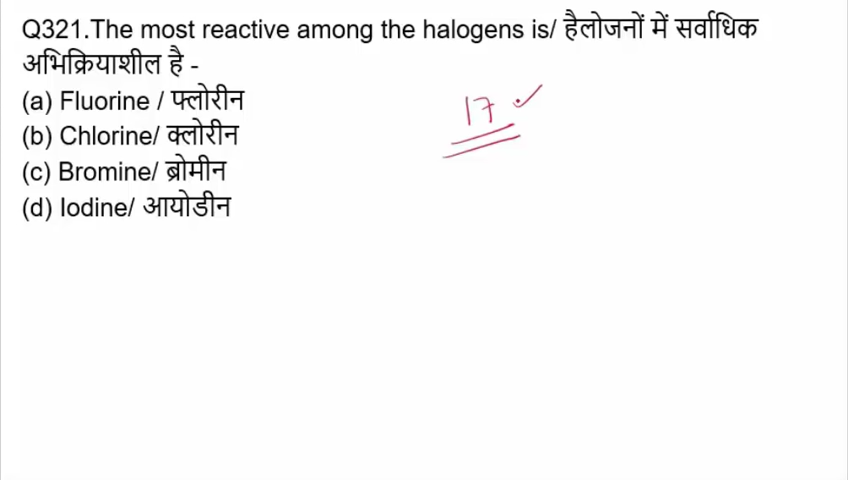 Q321.The most reactive among the halogens is/ हैलोजनों में सर्वाधिक
अभिक्रियाशील है -
(a) Fluorine / फ्लोरीन
(b) Chlorine/ क्लोरीन
(c) Bromine/ ब्रोमीन
(d) Iodine/ आयोडीन
17